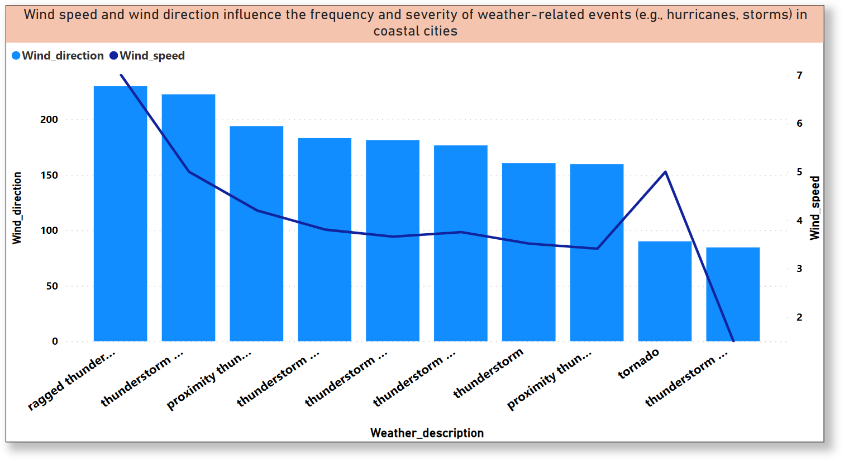 Wind speed and wind direction influence the frequency and severity of weather-related events (e.g., hurricanes, storms) in
coastal cities
Wind_direction Wind_speed
Wind_direction
200
150
100
50
0
7
6
5
4
3
2
Wind_speed
ragged thunder...
thunderstorm ...
proximity thun...
thunderstorm ...
thunderstorm ...
thunderstorm ...
thunderstorm
proximity thun...
tornado
thunderstorm ...
Weather_description